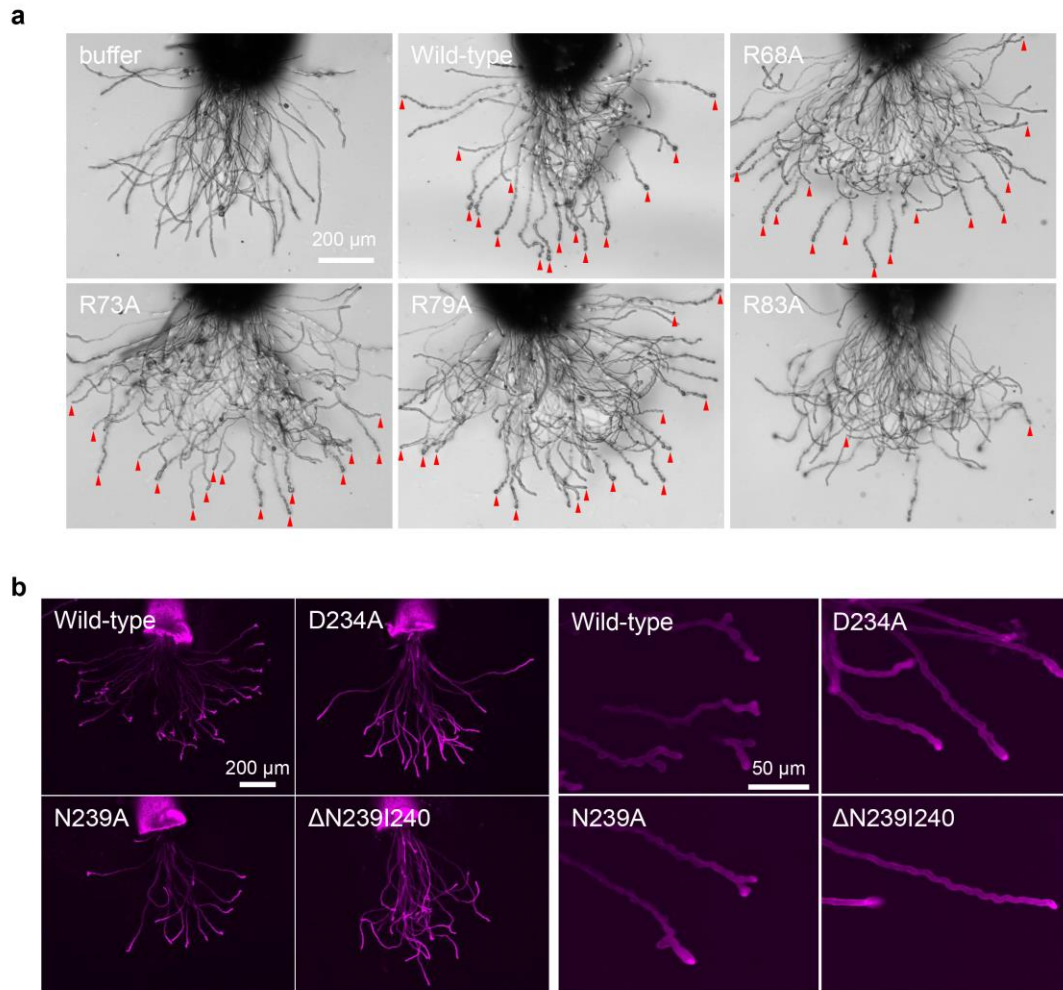 a
buffer
Wild-type
R68A
200 μm
R73A
R79A
R83A
b
Wild-type
D234A
Wild-type
D234A
200 μm
50 μm
N239A
ΔN239I240
N239A
ΔN239I240